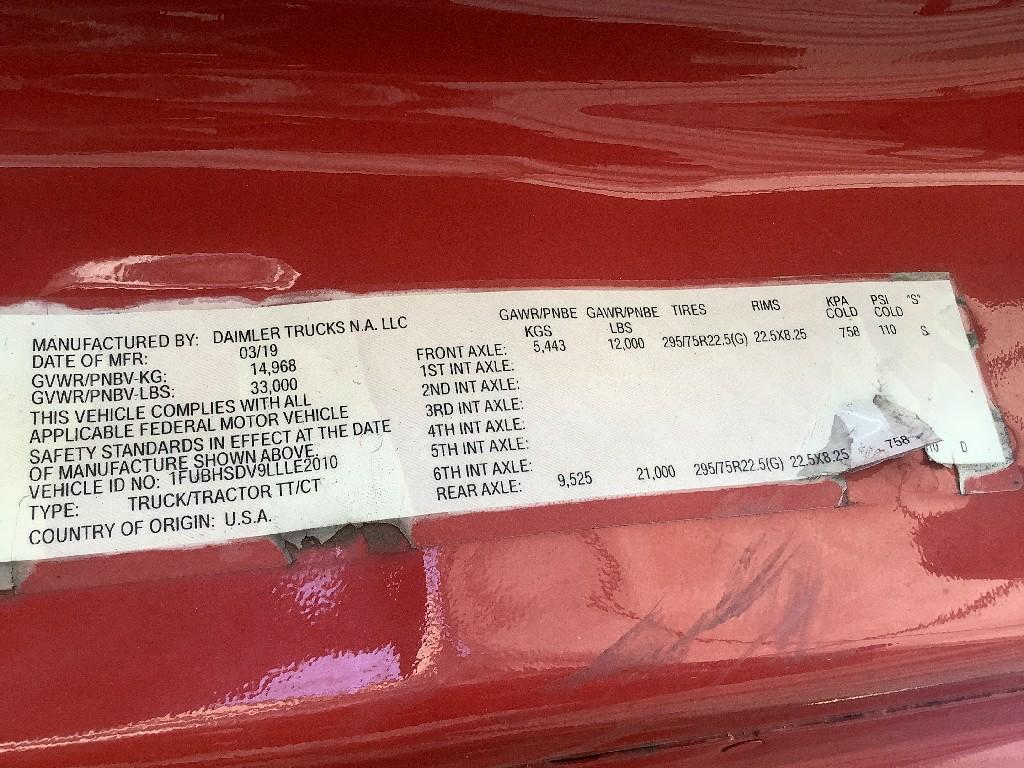 MANUFACTURED BY: DAIMLER TRUCKS N.A. LLC
DATE OF MFR: 03/19
GVWR/PNBV-KG: 14,968
GVWR/PNBV-LBS: 33,000
THIS VEHICLE COMPLIES WITH ALL
APPLICABLE FEDERAL MOTOR VEHICLE
SAFETY STANDARDS IN EFFECT AT THE DATE
OF MANUFACTURE SHOWN ABOVE
VEHICLE ID NO: 1FUBHSDV9LLLE2010
TYPE: TRUCK/TRACTOR TT/CT
COUNTRY OF ORIGIN: U.S.A.
GAWR/PNBE GAWR/PNBE TIRES RIMS KPA PSI "S"
KGS LBS COLD COLD
FRONT AXLE: 5,443 12,000 295/75R22.5(G) 22.5X8.25 758 110 S
1ST INT AXLE:
2ND INT AXLE:
3RD INT AXLE:
4TH INT AXLE:
5TH INT AXLE:
6TH INT AXLE:
REAR AXLE: 9,525 21,000 295/75R22.5(G) 22.5X8.25 758 D